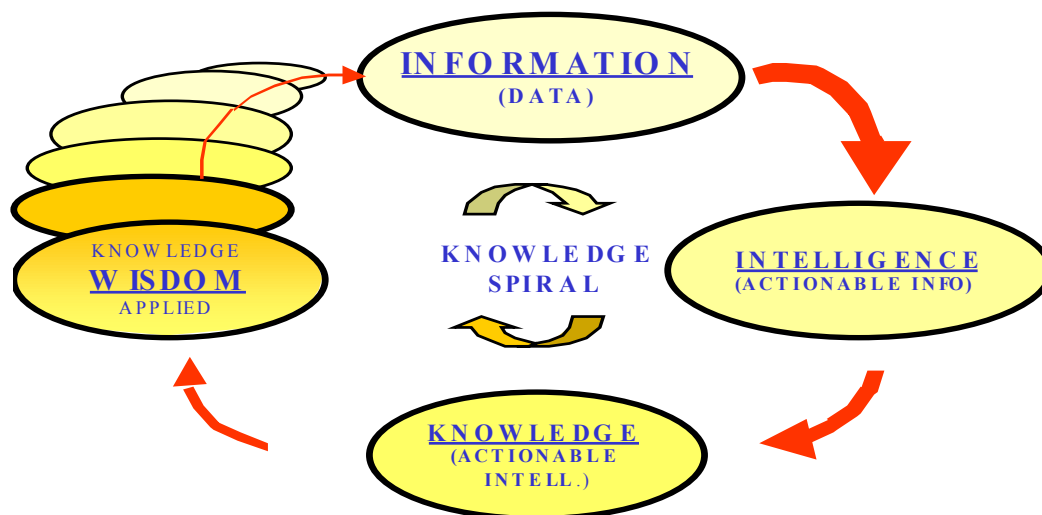 INFORMATION
(DATA)
KNOWLEDGE
WISDOM
APPLIED
KNOWLEDGE
SPIRAL
INTELLIGENCE
(ACTIONABLE INFO)
KNOWLEDGE
(ACTIONABLE
INTELL.)